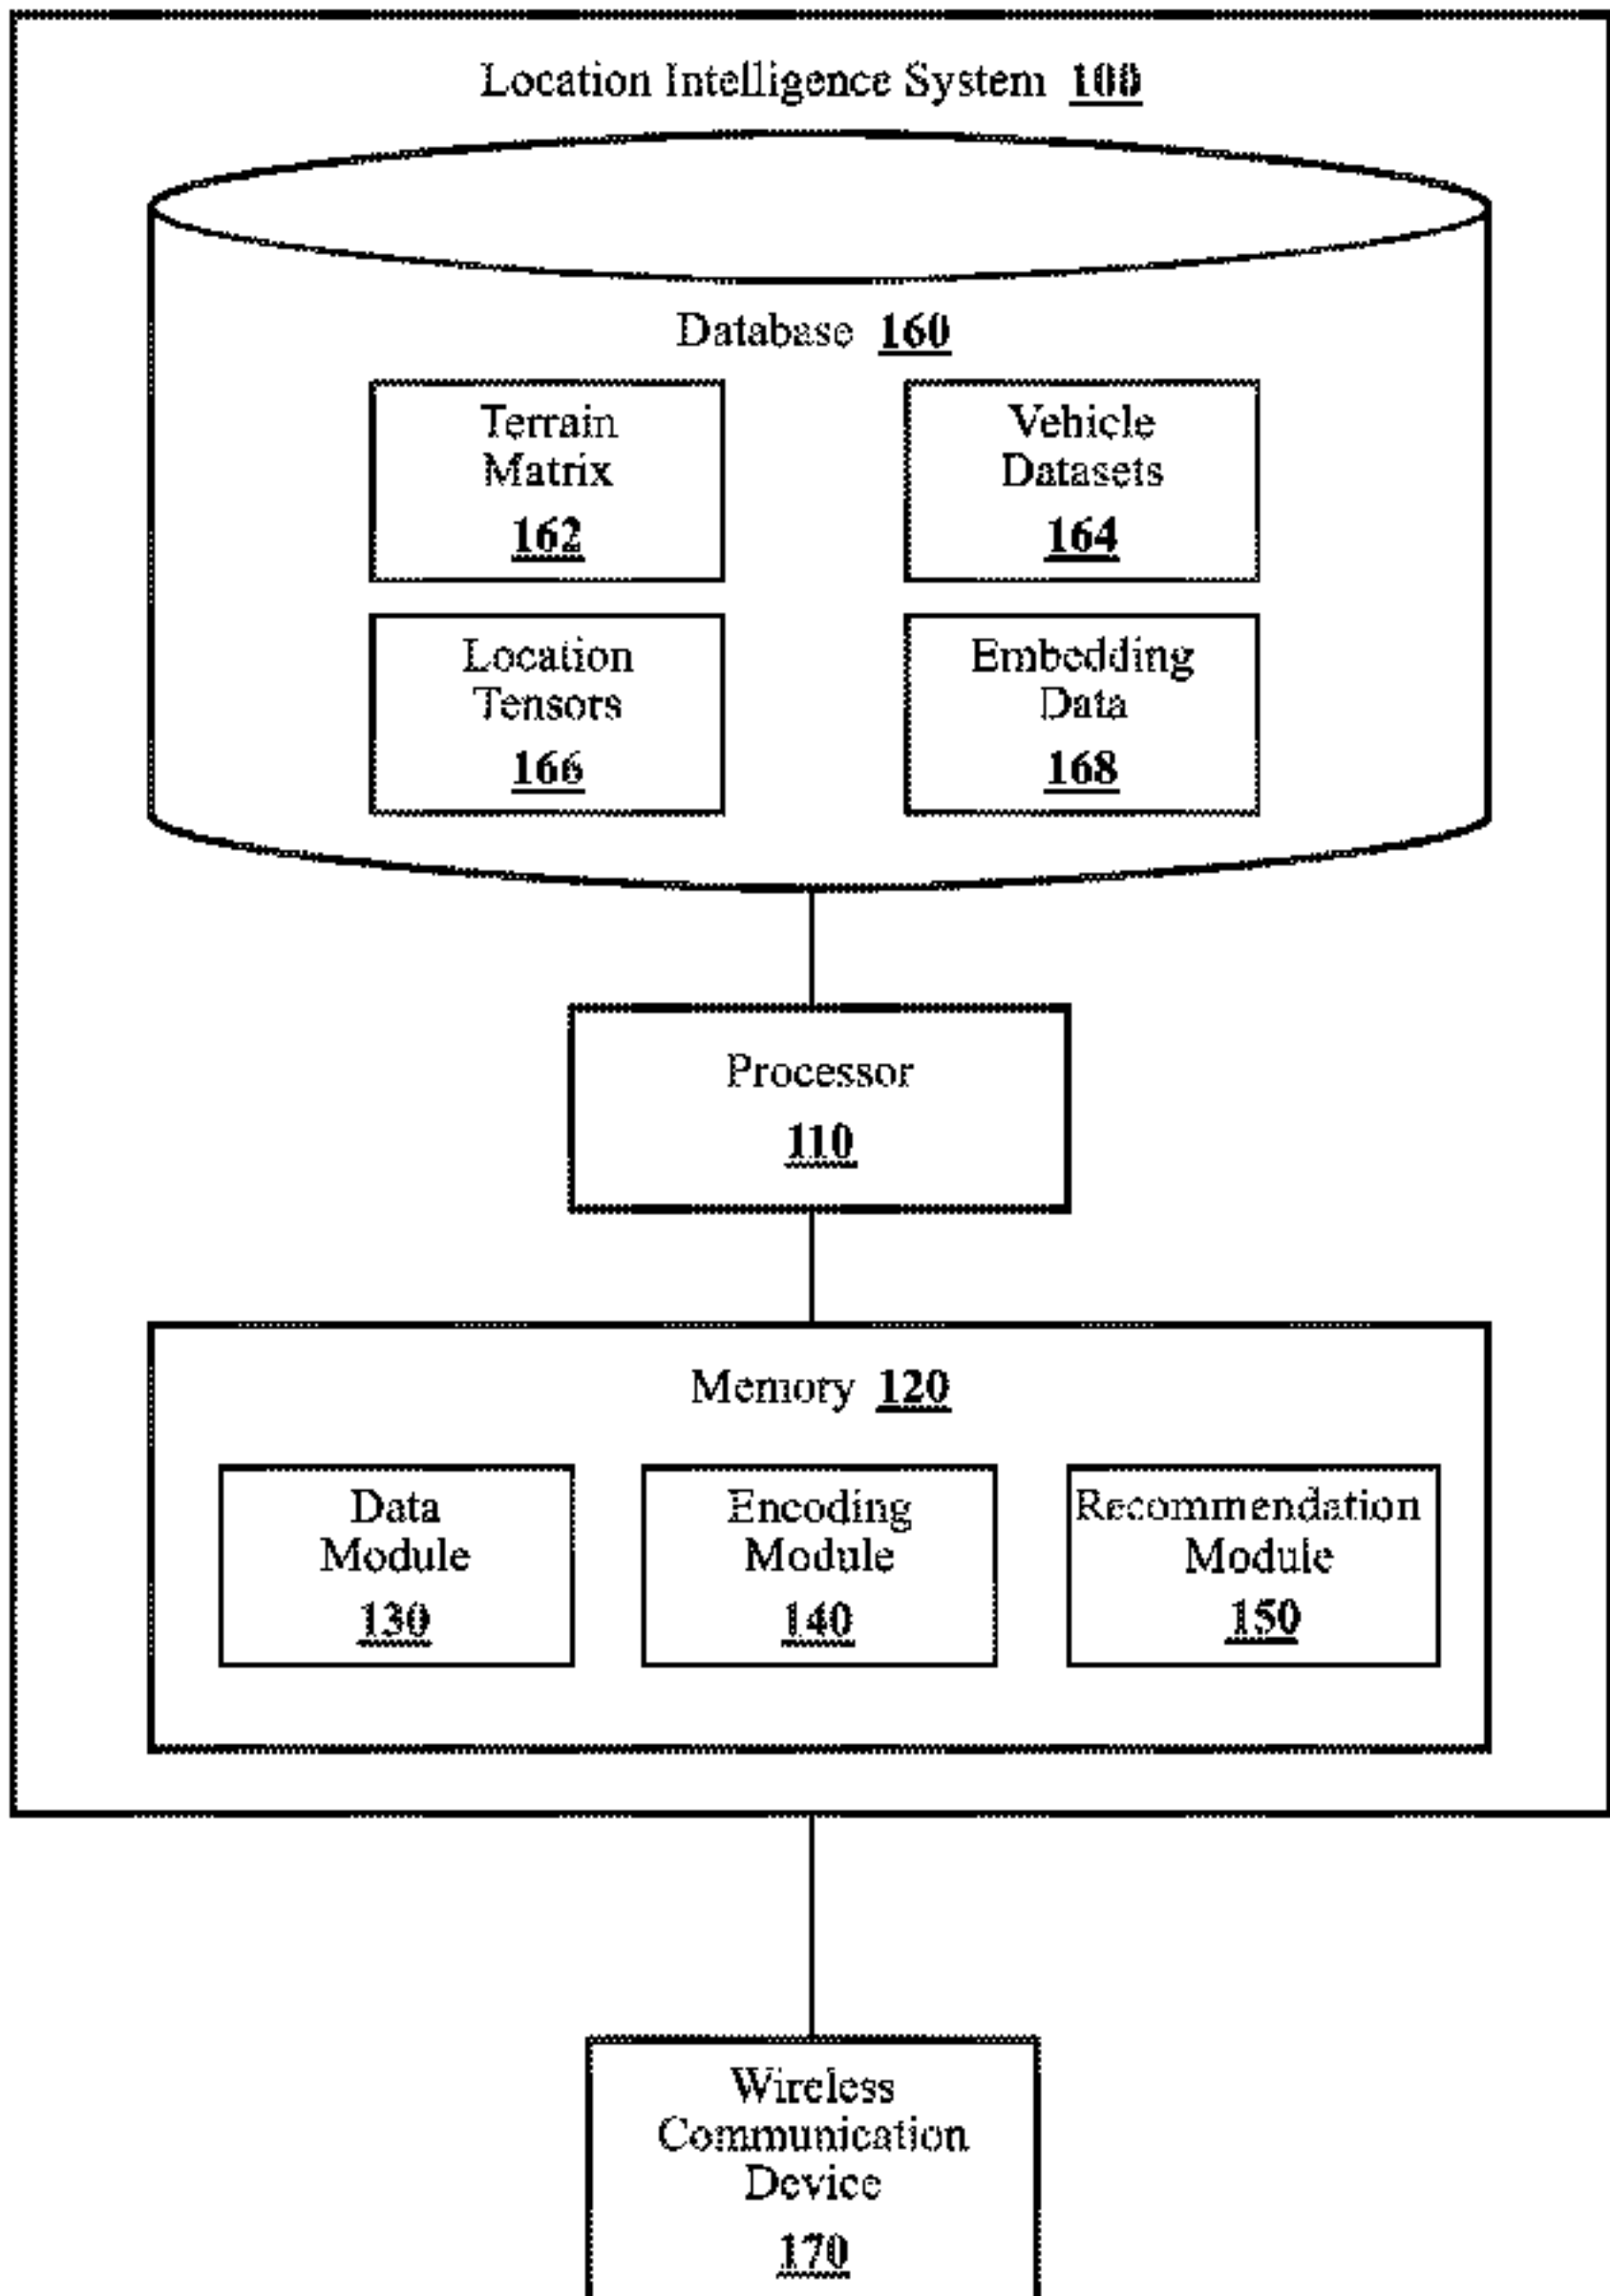 Location Intelligence System 100
Database 160
Terrain
Matrix
162
Vehicle
Datasets
164
Location
Tensors
166
Embedding
Data
168
Processor
110
Memory 120
Data
Module
130
Encoding
Module
140
Recommendation
Module
150
Wireless
Communication
Device
170